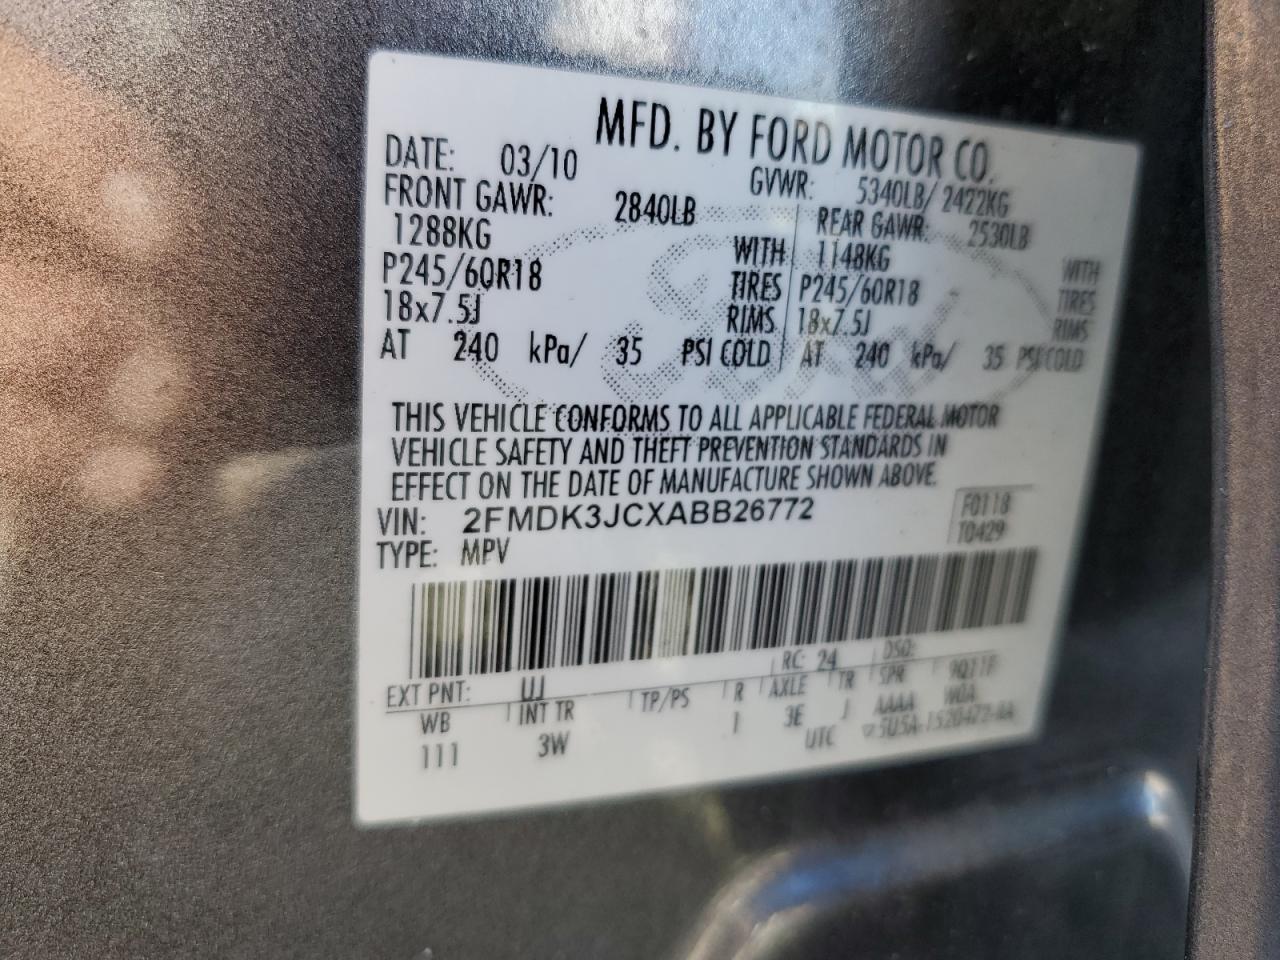 MFD. BY FORD MOTOR CO.
DATE: 03/10 GVWR: 5340LB/ 2422KG
FRONT GAWR: 2840LB REAR GAWR: 2530LB
1288KG WITH 1148KG WITH
P245/60R18 TIRES P245/60R18 TIRES
18x7.5J RIMS 18x7.5J RIMS
AT 240 kPa/ 35 PSI COLD AT 240 kPa/ 35 PSI COLD
THIS VEHICLE CONFORMS TO ALL APPLICABLE FEDERAL MOTOR
VEHICLE SAFETY AND THEFT PREVENTION STANDARDS IN
EFFECT ON THE DATE OF MANUFACTURE SHOWN ABOVE.
VIN: 2FMDK3JCXABB26772 F0118
TYPE: MPV T0429
EXT PNT: UJ RC: 24 DSO:
WB INT TR TP/PS R AXLE TR SPR
111 3W I 3E J AAAA
UTC